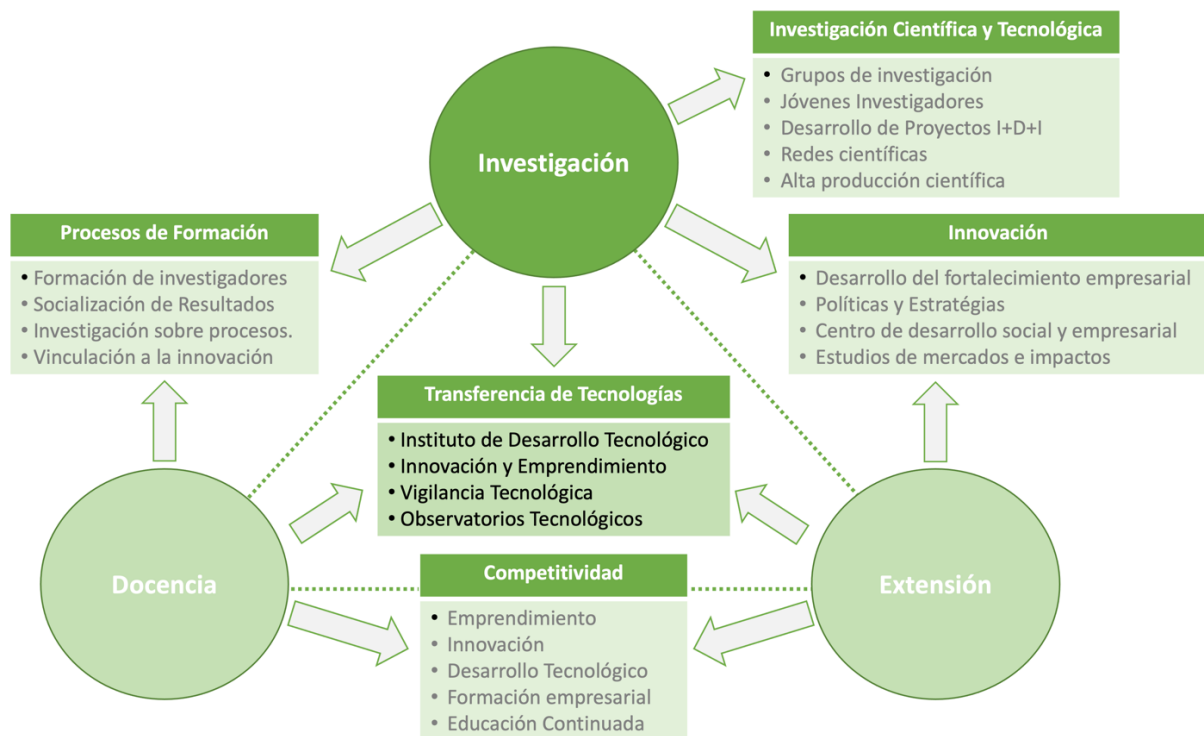 Investigación Científica y Tecnológica
• Grupos de investigación
• Jóvenes Investigadores
• Desarrollo de Proyectos I+D+I
• Redes científicas
• Alta producción científica
Investigación
Procesos de Formación
• Formación de investigadores
• Socialización de Resultados
• Investigación sobre procesos.
• Vinculación a la innovación
Innovación
• Desarrollo del fortalecimiento empresarial
• Políticas y Estratégias
• Centro de desarrollo social y empresarial
• Estudios de mercados e impactos
Transferencia de Tecnologías
• Instituto de Desarrollo Tecnológico
• Innovación y Emprendimiento
• Vigilancia Tecnológica
• Observatorios Tecnológicos
Docencia
Extensión
Competitividad
• Emprendimiento
• Innovación
• Desarrollo Tecnológico
• Formación empresarial
• Educación Continuada